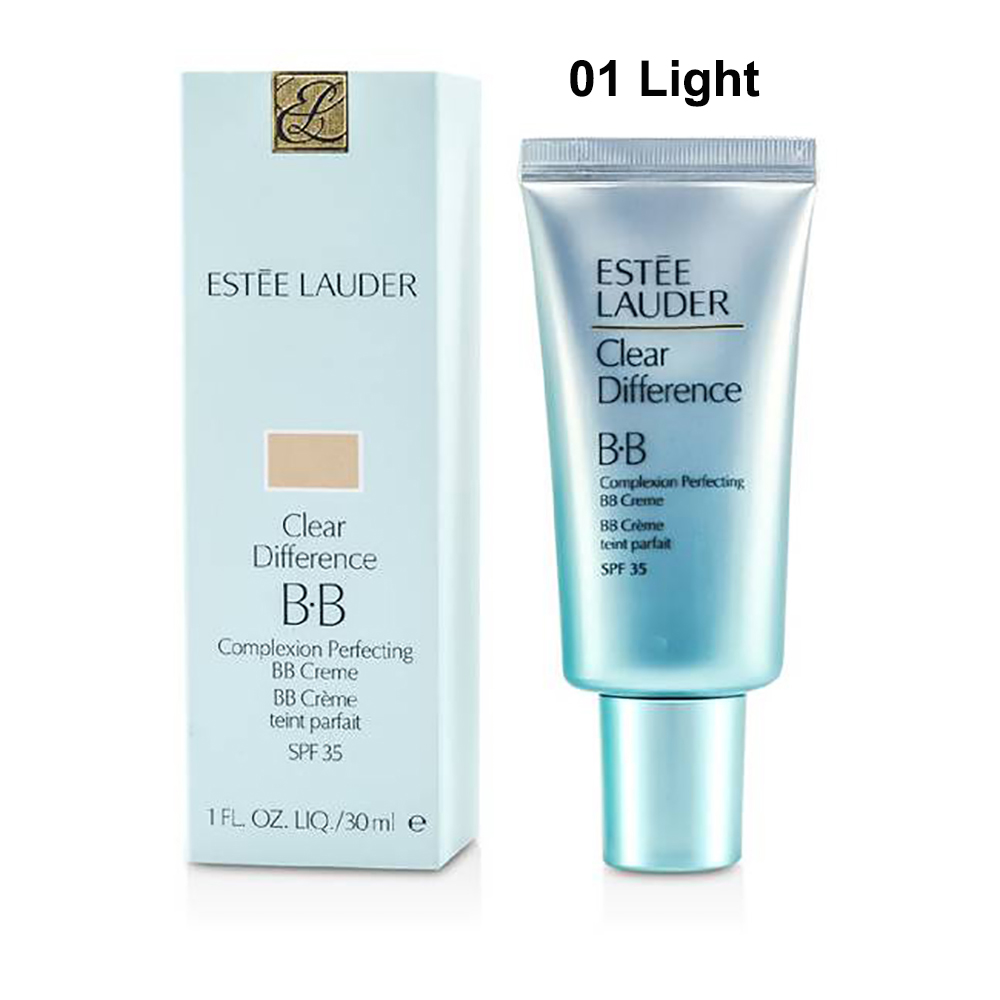 01 Light
EL
ESTĒE LAUDER
Clear
Difference
B·B
Complexion Perfecting
BB Creme
BB Crème
teint parfait
SPF 35
1 FL. OZ. LIQ./30 ml e
ESTĒE
LAUDER
Clear
Difference
B·B
Complexion Perfecting
BB Creme
BB Crème
teint parfait
SPF 35